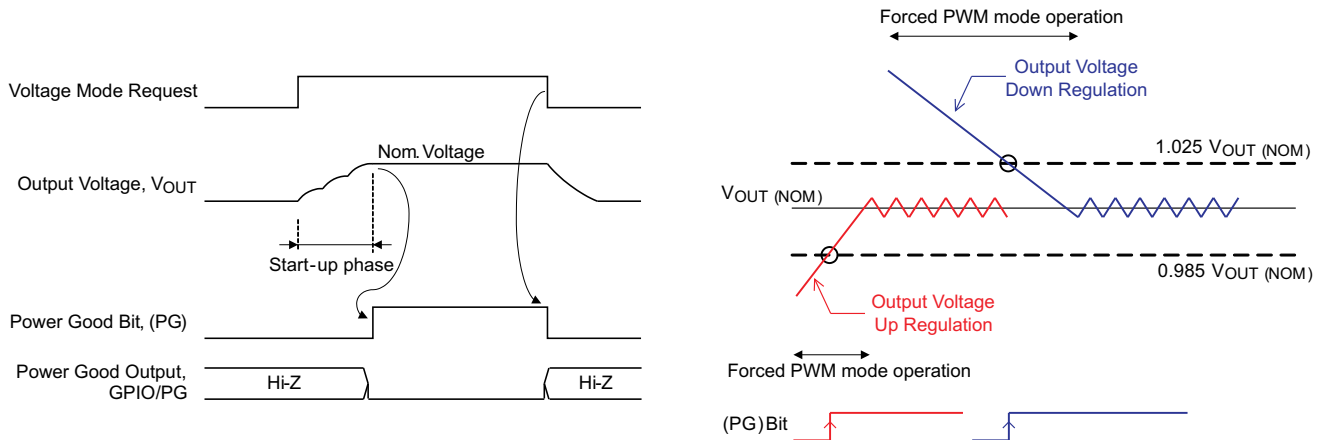 Voltage Mode Request
Nom. Voltage
Output Voltage, VOUT
Start-up phase
Power Good Bit, (PG)
Power Good Output,
GPIO/PG
Hi-Z
Hi-Z
Forced PWM mode operation
Output Voltage
Down Regulation
1.025 VOUT (NOM)
VOUT (NOM)
0.985 VOUT (NOM)
Output Voltage
Up Regulation
Forced PWM mode operation
(PG) Bit